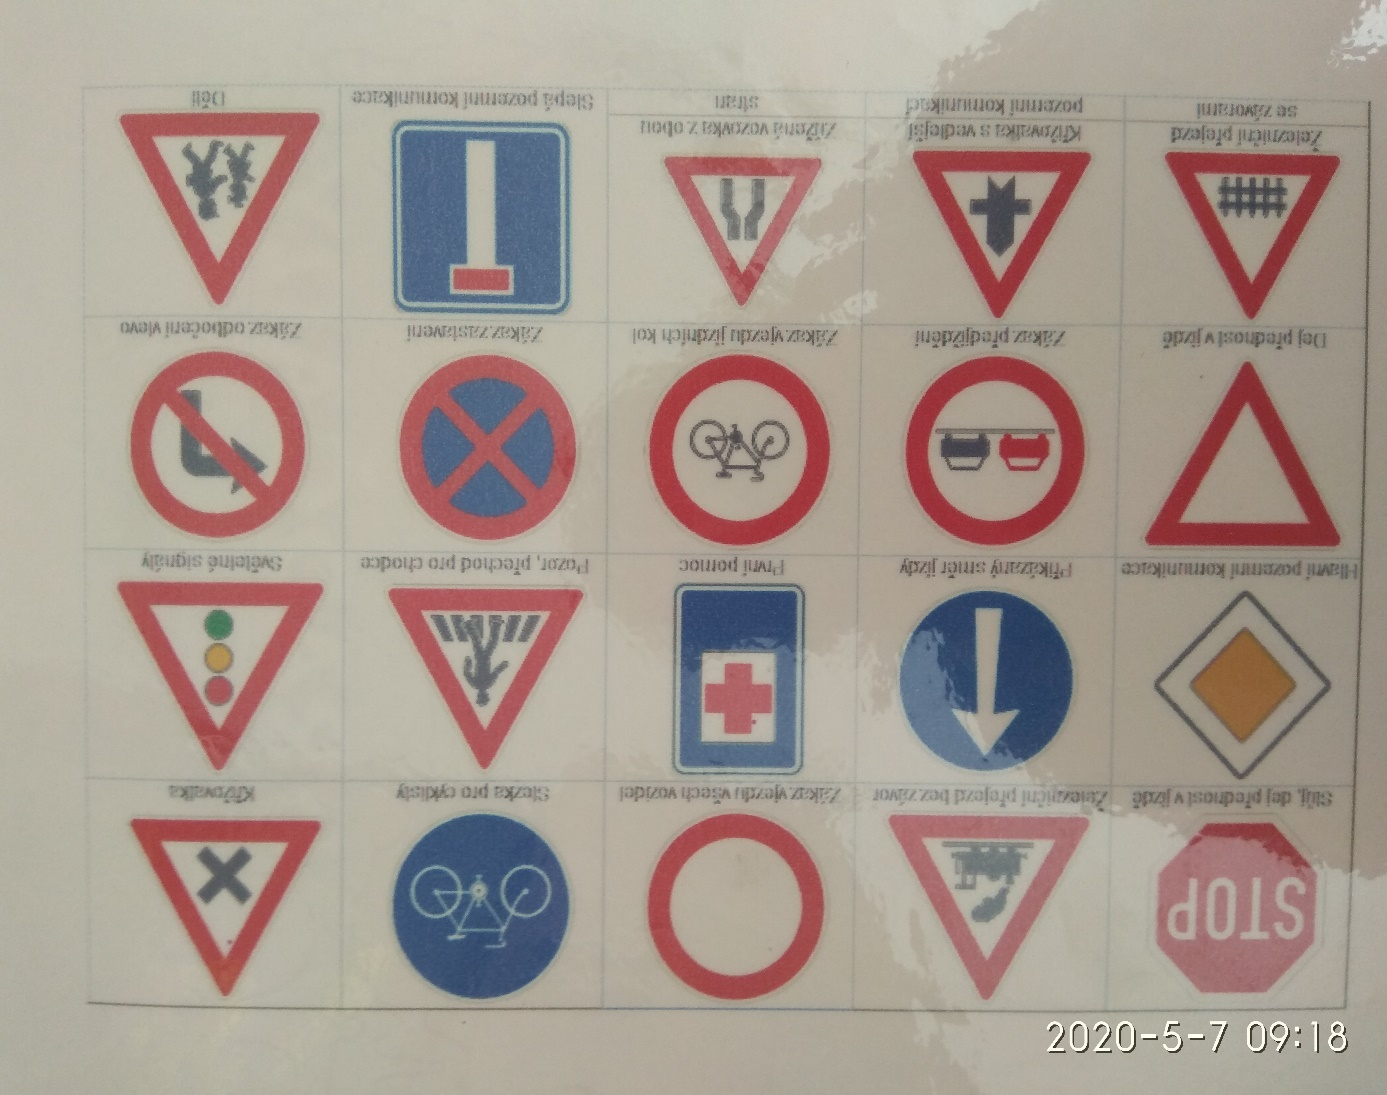 STOP
Stůj, dej přednost v jízdě
Železniční přejezd bez závor
Zákaz vjezdu všech vozidel
Stezka pro cyklisty
Křižovatka
Hlavní pozemní komunikace
Přikázaný směr jízdy
První pomoc
Pozor, přechod pro chodce
Světelné signály
Dej přednost v jízdě
Zákaz předjíždění
Zákaz vjezdu jízdních kol
Zákaz zastavení
Zákaz odbočení vlevo
Železniční přejezd
se závorami
Křižovatka s vedlejší
pozemní komunikací
Zúžená vozovka z obou
stran
Slepá pozemní komunikace
Děti
2020-5-7 09:18